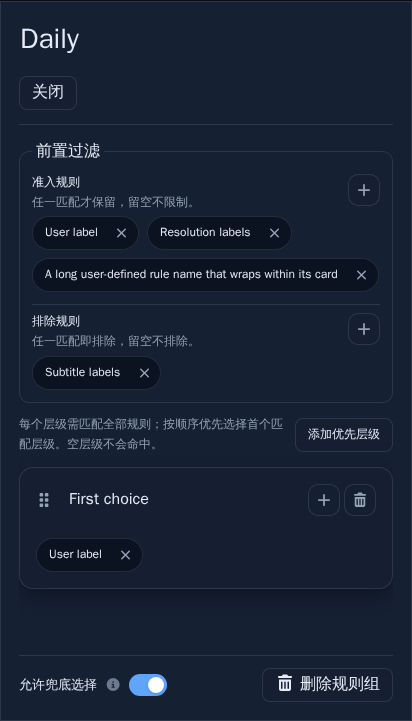 Daily
关闭
前置过滤
准入规则
任一匹配才保留，留空不限制。
User label
Resolution labels
A long user-defined rule name that wraps within its card
排除规则
任一匹配即排除，留空不排除。
Subtitle labels
每个层级需匹配全部规则；按顺序优先选择首个匹
配层级。空层级不会命中。
添加优先层级
First choice
User label
允许兜底选择
删除规则组